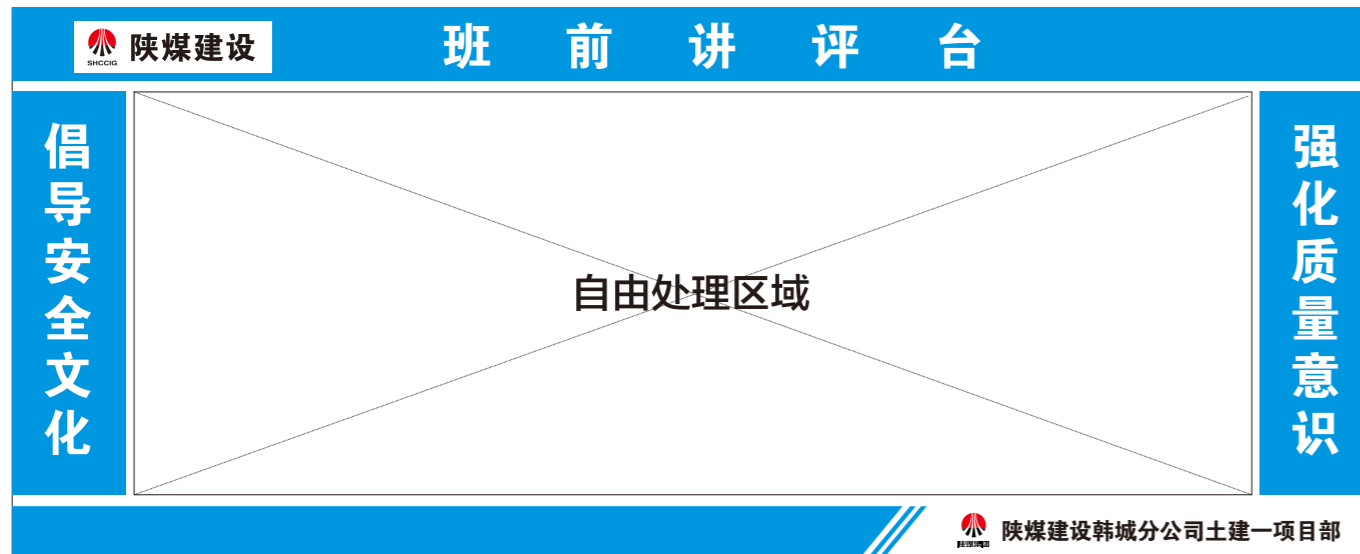 SHCCIG
陕煤建设
班前讲评台
倡导安全文化
自由处理区域
强化质量意识
陕煤建设韩城分公司土建一项目部